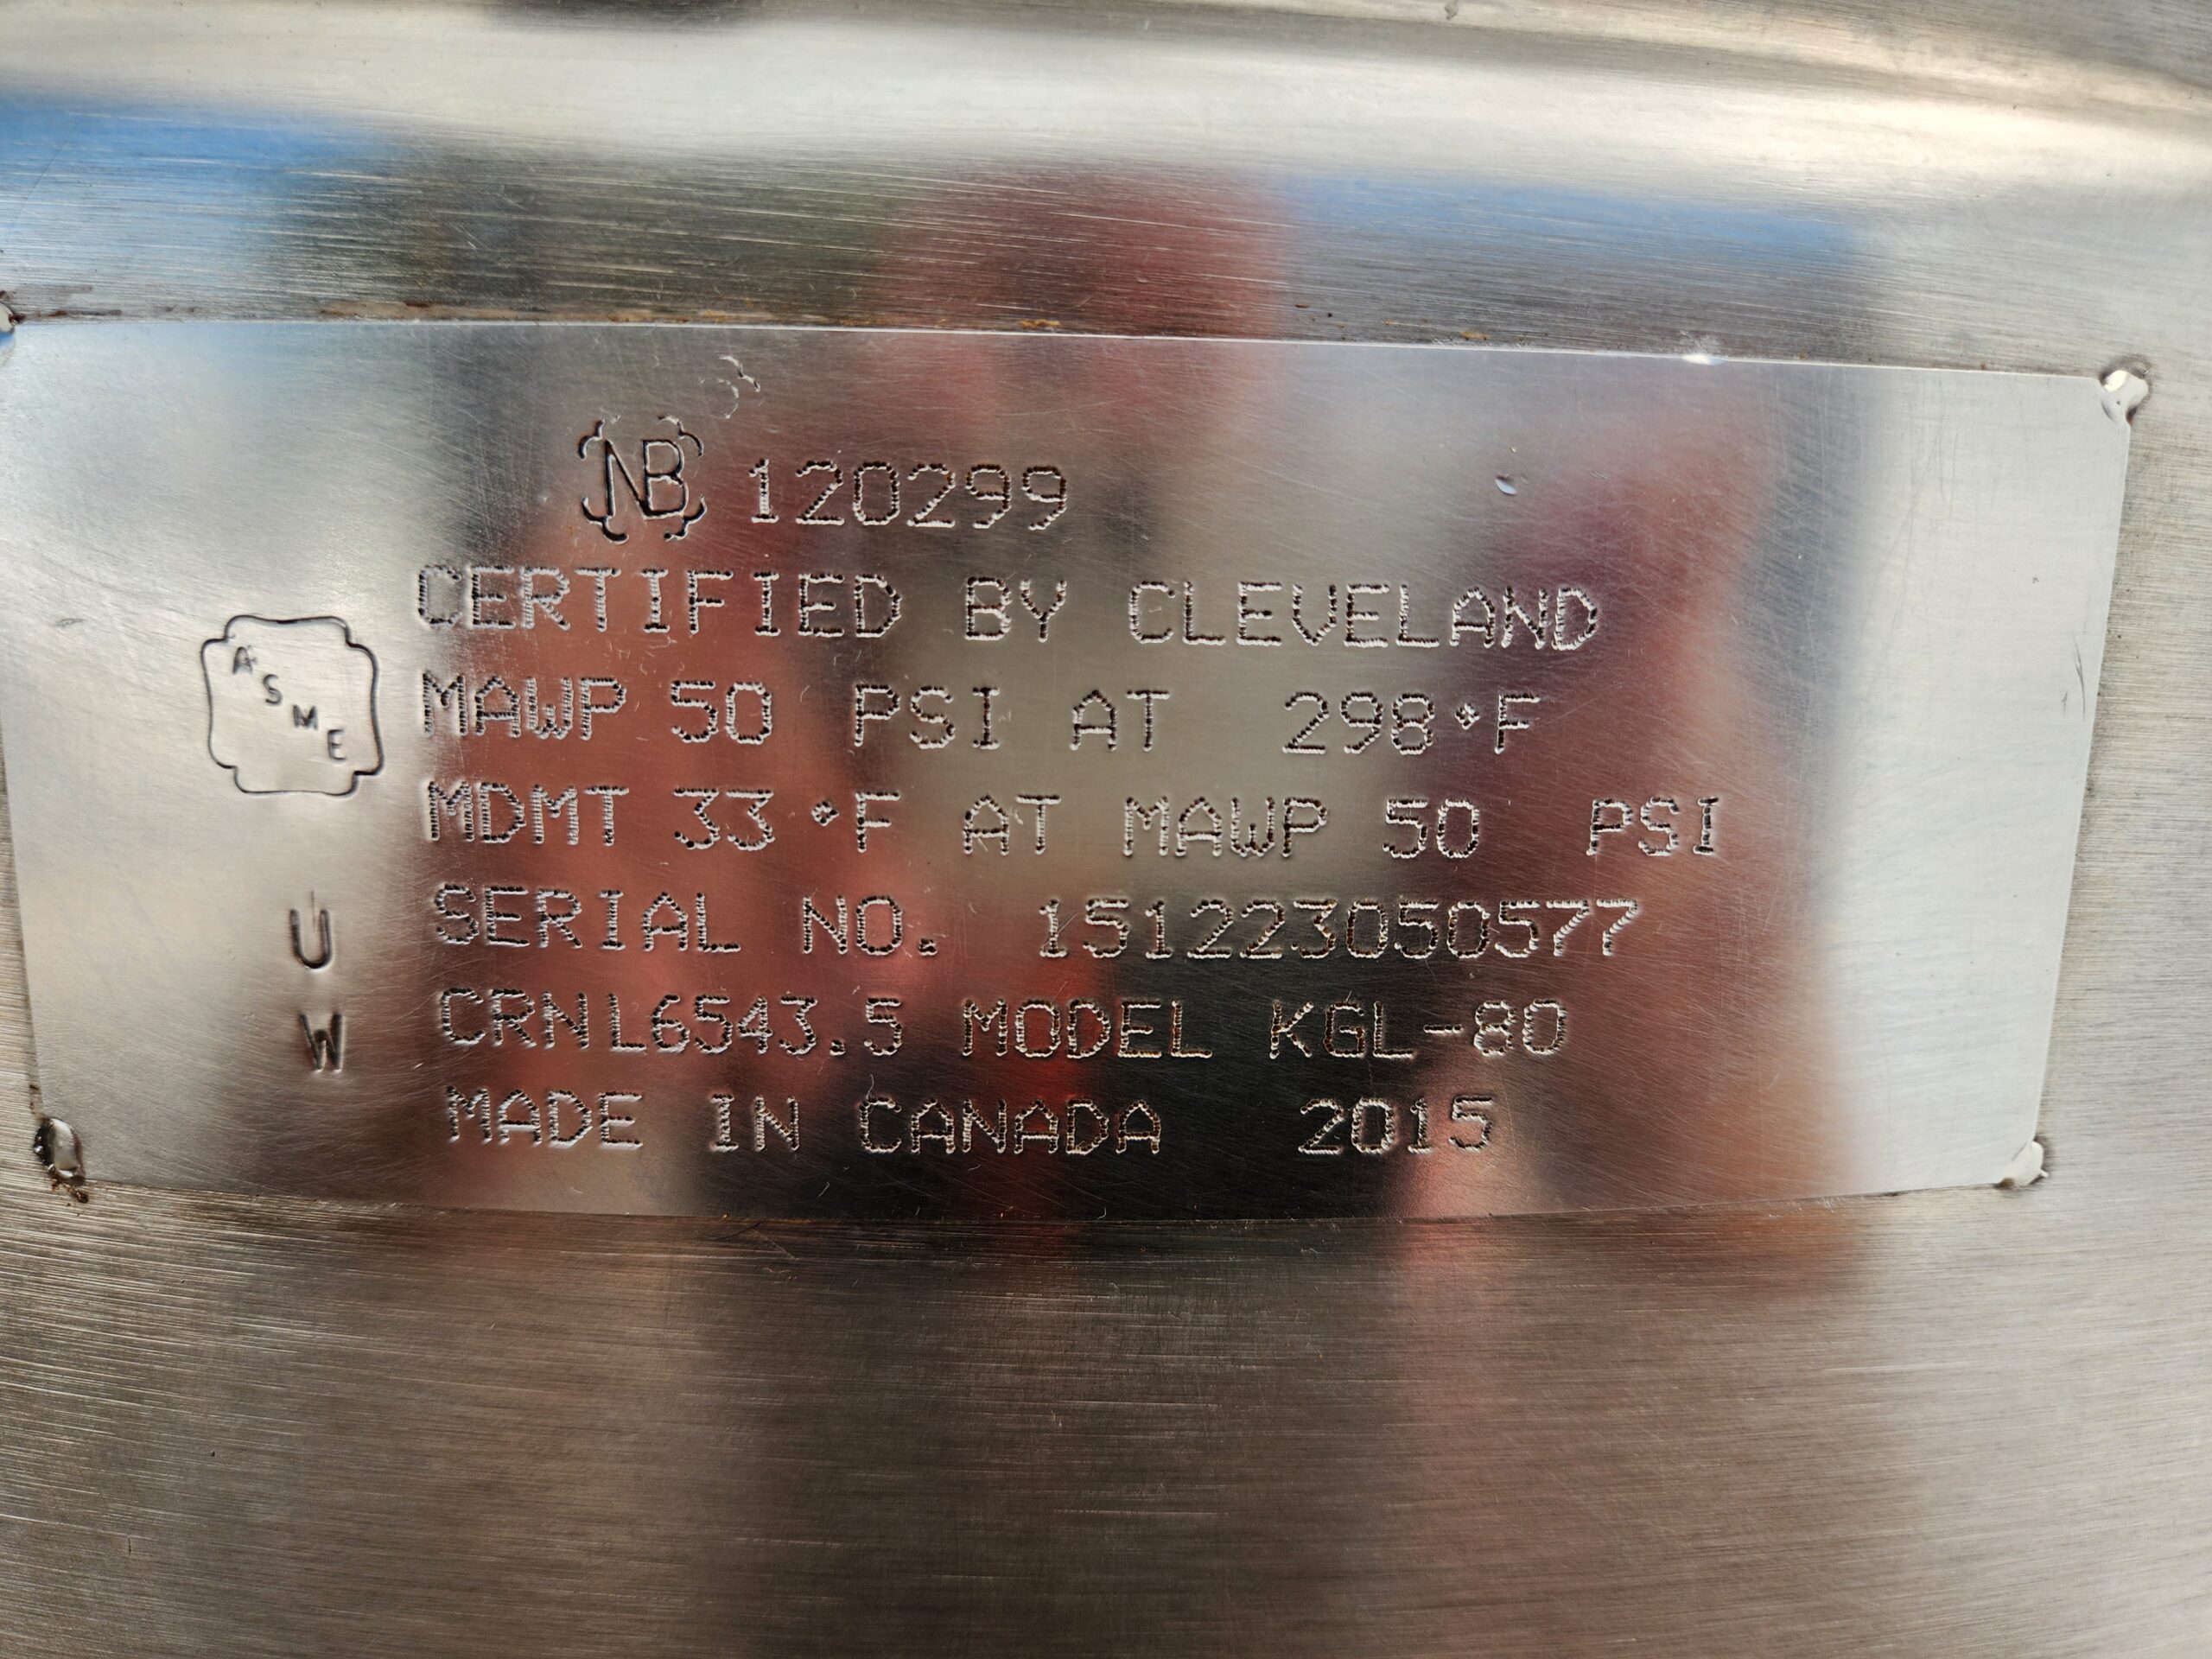 NB 120299
CERTIFIED BY CLEVELAND
ASME
MAWP 50 PSI AT 298°F
MDMT 33°F AT MAWP 50 PSI
U
SERIAL NO. 151223050577
W
CRNL6543.5 MODEL KGL-80
MADE IN CANADA 2015